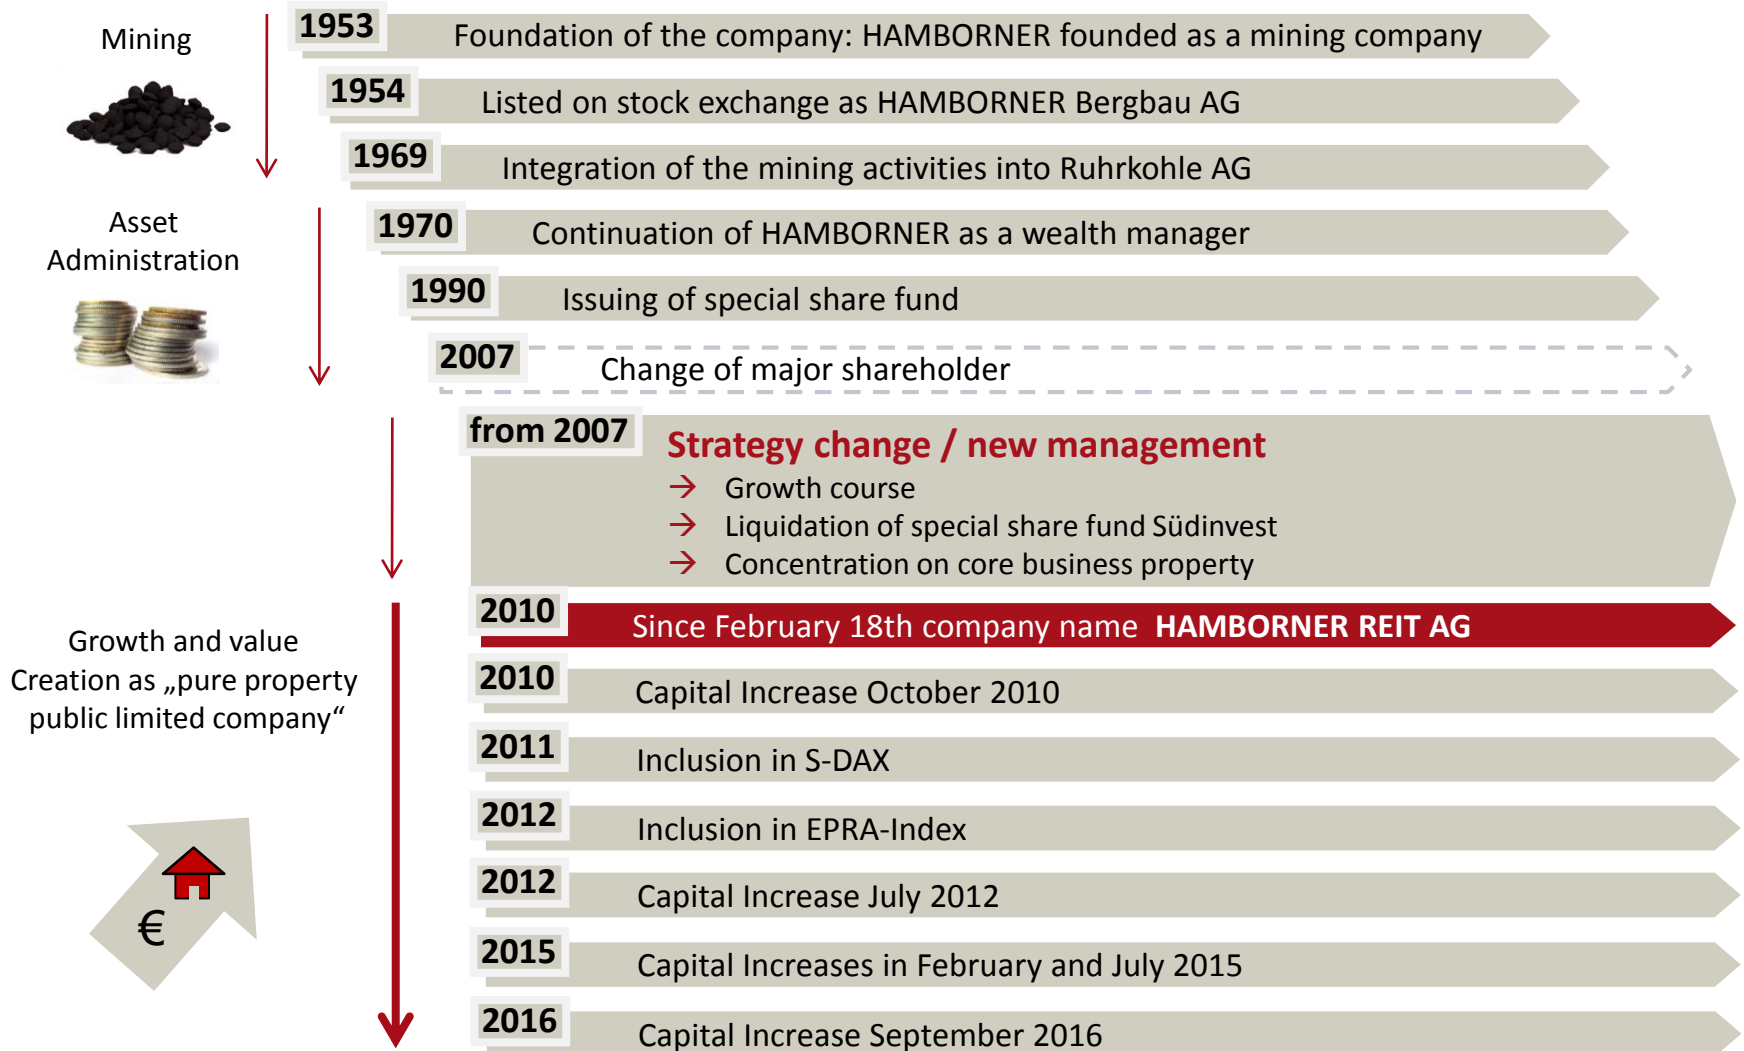 Mining
1953
Foundation of the company: HAMBORNER founded as a mining company
1954
Listed on stock exchange as HAMBORNER Bergbau AG
1969
Integration of the mining activities into Ruhrkohle AG
Asset
Administration
1970
Continuation of HAMBORNER as a wealth manager
1990
Issuing of special share fund
2007
Change of major shareholder
from 2007
Strategy change / new management
→ Growth course
→ Liquidation of special share fund Südinvest
→ Concentration on core business property
Growth and value
Creation as „pure property
public limited company“
€
2010
Since February 18th company name HAMBORNER REIT AG
2010
Capital Increase October 2010
2011
Inclusion in S-DAX
2012
Inclusion in EPRA-Index
2012
Capital Increase July 2012
2015
Capital Increases in February and July 2015
2016
Capital Increase September 2016